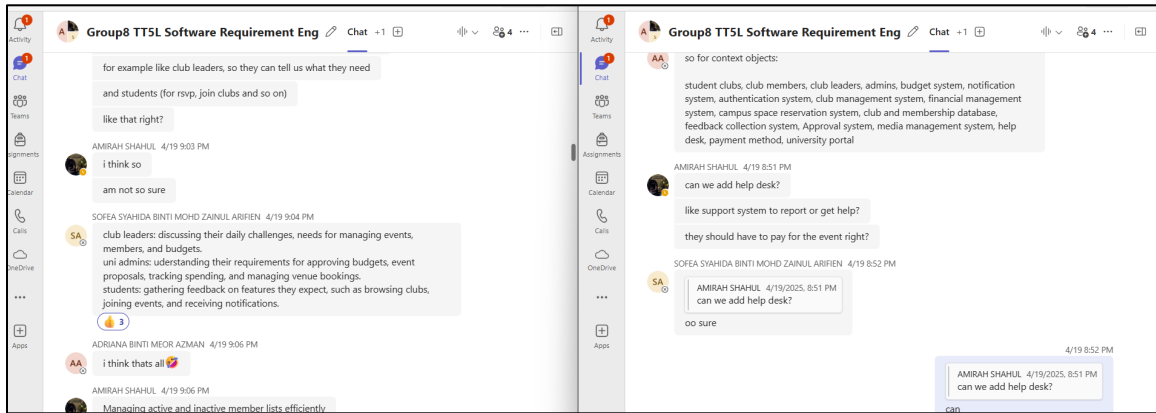 1
Activity
A
Group8 TT5L Software Requirement Eng
Chat
+1
4
1
Chat
Teams
signments
Calendar
Calls
OneDrive
Apps
for example like club leaders, so they can tell us what they need
and students (for rsvp, join clubs and so on)
like that right?
AMIRAH SHAHUL 4/19 9:03 PM
i think so
am not so sure
SOFEA SYAHIDA BINTI MOHD ZAINUL ARIFIEN 4/19 9:04 PM
SA
club leaders: discussing their daily challenges, needs for managing events,
members, and budgets.
uni admins: uderstanding their requirements for approving budgets, event
proposals, tracking spending, and managing venue bookings.
students: gathering feedback on features they expect, such as browsing clubs,
joining events, and receiving notifications.
👍 3
ADRIANA BINTI MEOR AZMAN 4/19 9:06 PM
AA
i think thats all🤣
AMIRAH SHAHUL 4/19 9:06 PM
Managing active and inactive member lists efficiently
1
Activity
A
Group8 TT5L Software Requirement Eng
Chat
+1
4
1
Chat
Teams
Assignments
Calendar
Calls
OneDrive
Apps
AA
so for context objects:
student clubs, club members, club leaders, admins, budget system, notification
system, authentication system, club management system, financial management
system, campus space reservation system, club and membership database,
feedback collection system, Approval system, media management system, help
desk, payment method, university portal
AMIRAH SHAHUL 4/19 8:51 PM
can we add help desk?
like support system to report or get help?
they should have to pay for the event right?
SOFEA SYAHIDA BINTI MOHD ZAINUL ARIFIEN 4/19 8:52 PM
SA
AMIRAH SHAHUL 4/19/2025, 8:51 PM
can we add help desk?
oo sure
4/19 8:52 PM
AMIRAH SHAHUL 4/19/2025, 8:51 PM
can we add help desk?
can